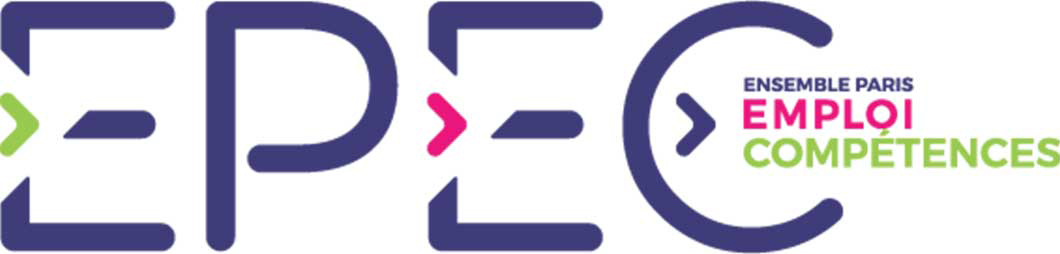 EPEC
ENSEMBLE PARIS
EMPLOI
COMPÉTENCES